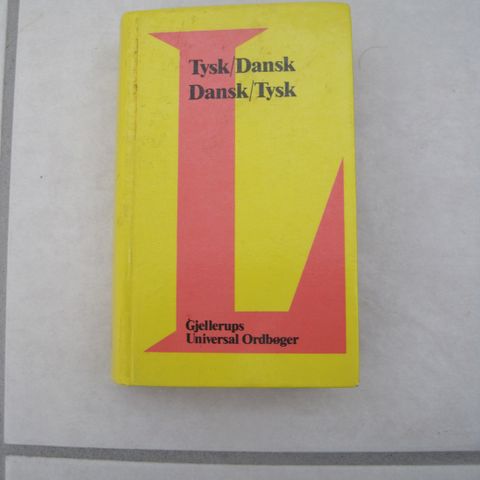 Tysk/Dansk
Dansk/Tysk
L
Gjellerups
Universal Ordbøger